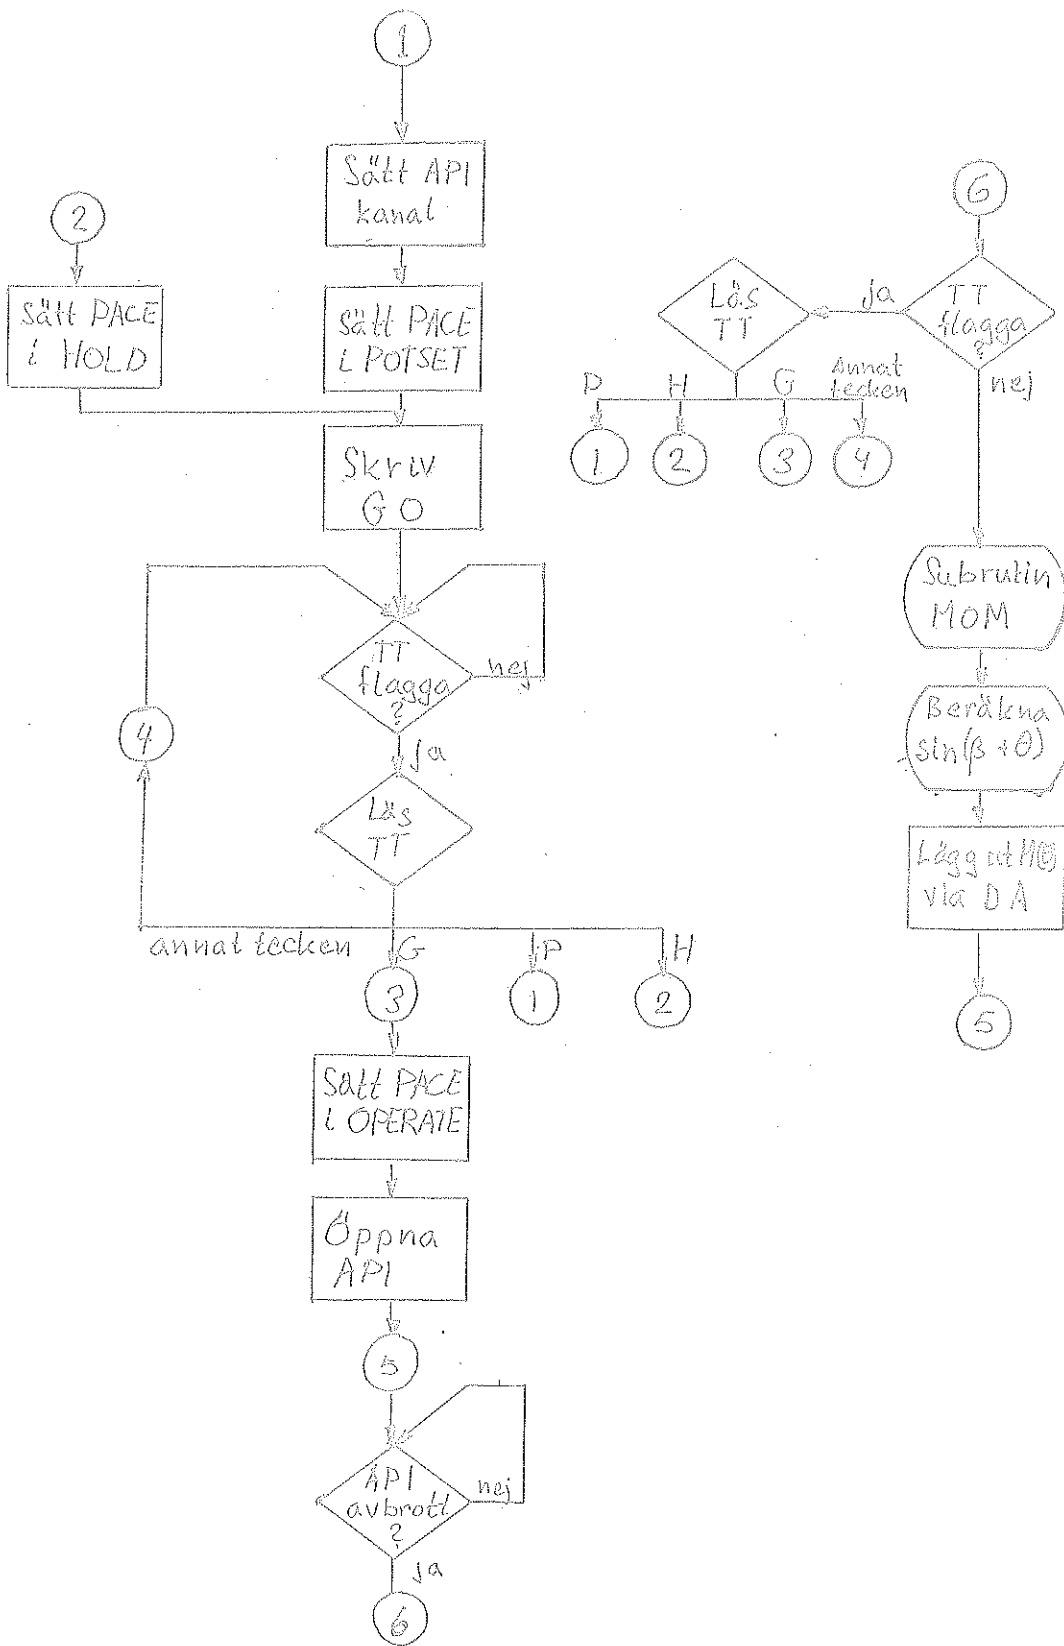 1
Sätt API
kanal
2
Sätt PACE
i HOLD
Sätt PACE
i POTSET
Skriv
GO
TT
flagga
?
nej
ja
4
Läs
TT
annat tecken
G
P
H
3
1
2
Sätt PACE
i OPERATE
Öppna
API
5
API
avbrott
?
nej
ja
6
6
TT
flagga
?
ja
nej
Läs
TT
P
H
G
Annat
tecken
1
2
3
4
Subrutin
MOM
Beräkna
sin(β+θ)
Lägg ut
via DA
5